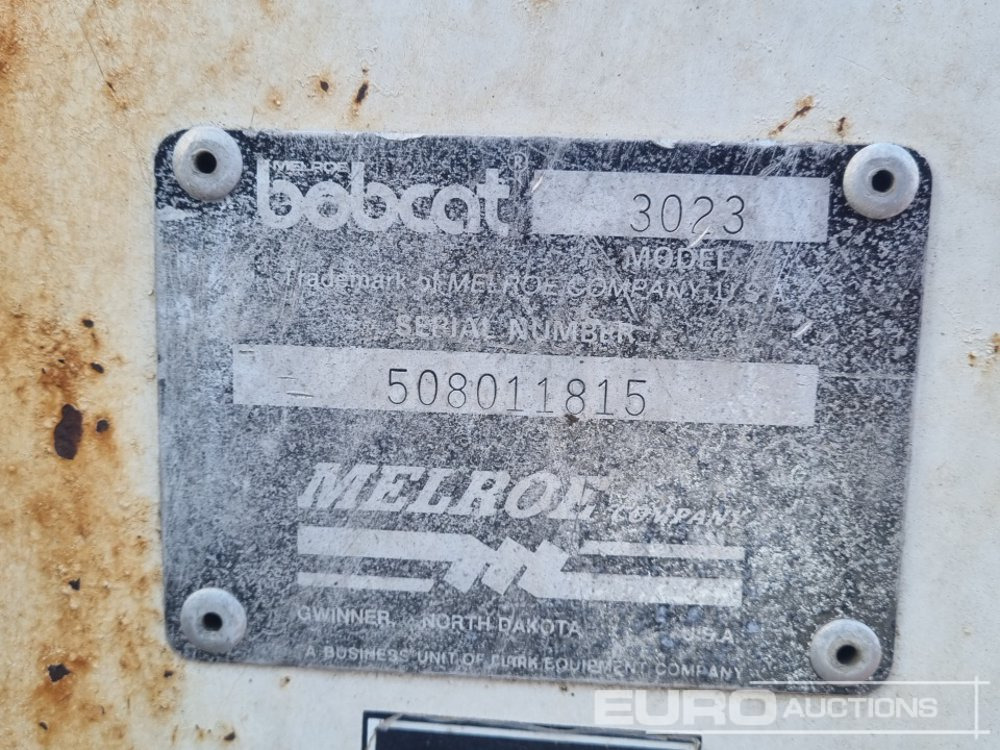 MELROE
bobcat® 3023
MODEL
Trademark of MELROE COMPANY, U.S.A.
SERIAL NUMBER
508011815
MELROE COMPANY
GWINNER, NORTH DAKOTA U.S.A.
A BUSINESS UNIT OF CLARK EQUIPMENT COMPANY
EURO AUCTIONS